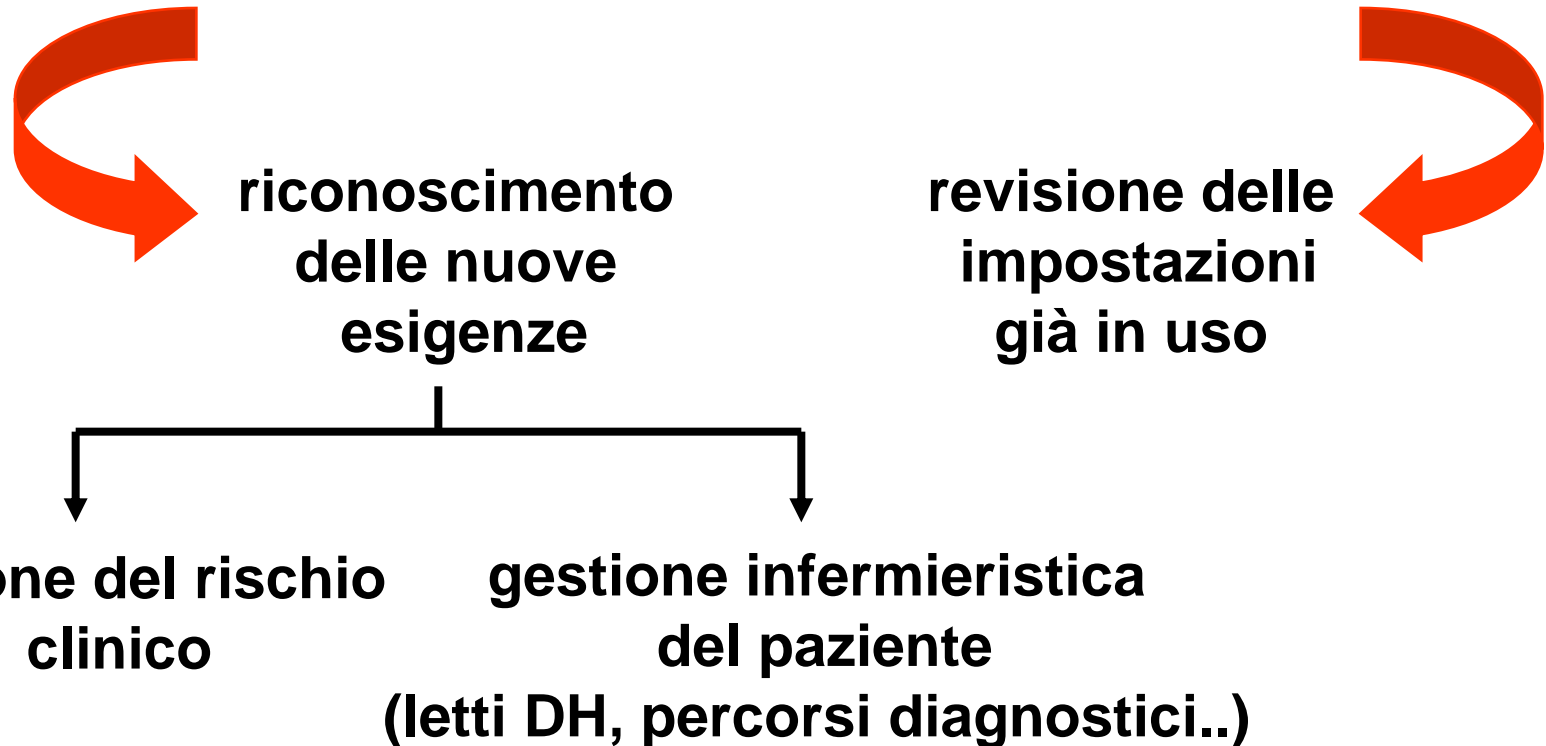 riconoscimento
delle nuove
esigenze
revisione delle
impostazioni
già in uso
del rischio
clinico
gestione infermieristica
del paziente
(letti DH, percorsi diagnostici..)